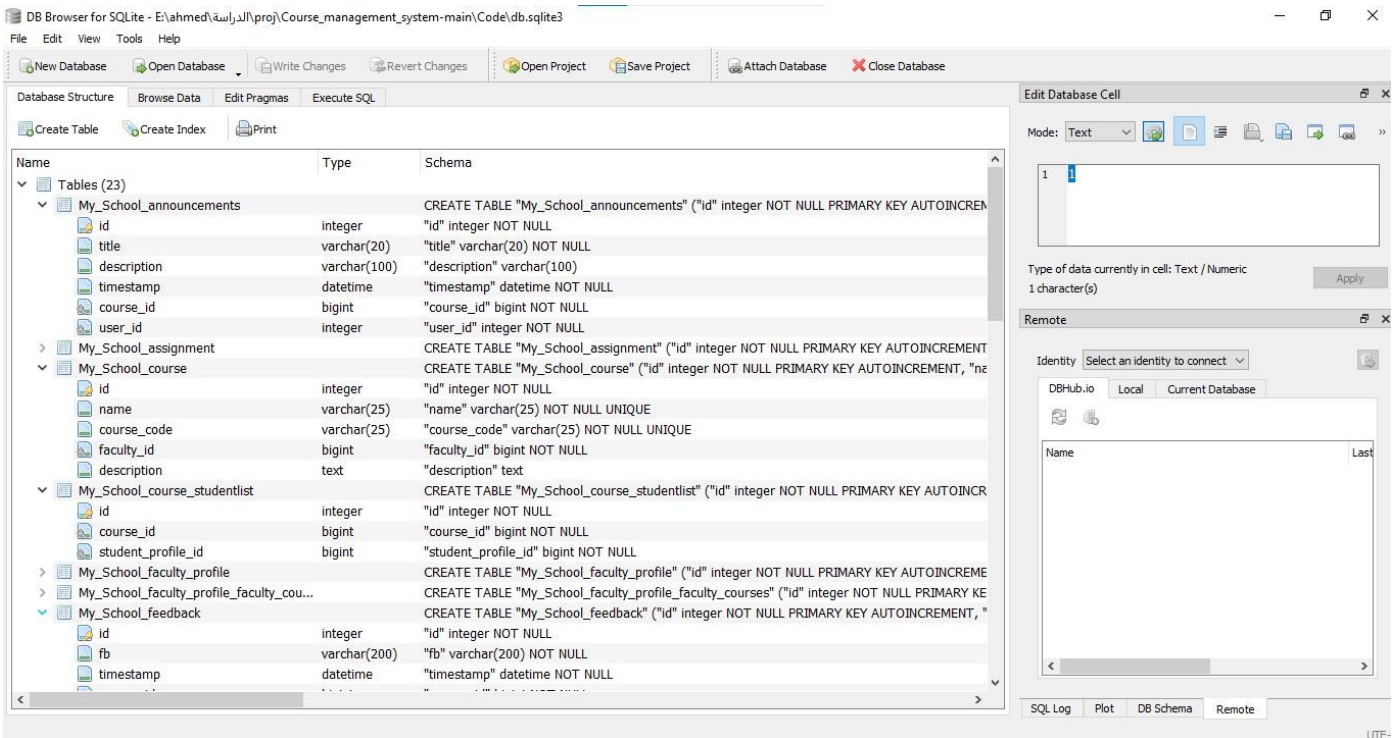 DB Browser for SQLite - E:\ahmed\الدراسة\proj\Course_management_system-main\Code\db.sqlite3
File Edit View Tools Help
New Database Open Database Write Changes Revert Changes Open Project Save Project Attach Database Close Database
Database Structure Browse Data Edit Pragmas Execute SQL
Create Table Create Index Print
Name Type Schema
Tables (23)
My_School_announcements CREATE TABLE "My_School_announcements" ("id" integer NOT NULL PRIMARY KEY AUTOINCREM
id integer "id" integer NOT NULL
title varchar(20) "title" varchar(20) NOT NULL
description varchar(100) "description" varchar(100)
timestamp datetime "timestamp" datetime NOT NULL
course_id bigint "course_id" bigint NOT NULL
user_id integer "user_id" integer NOT NULL
My_School_assignment CREATE TABLE "My_School_assignment" ("id" integer NOT NULL PRIMARY KEY AUTOINCREMENT
My_School_course CREATE TABLE "My_School_course" ("id" integer NOT NULL PRIMARY KEY AUTOINCREMENT, "na
id integer "id" integer NOT NULL
name varchar(25) "name" varchar(25) NOT NULL UNIQUE
course_code varchar(25) "course_code" varchar(25) NOT NULL UNIQUE
faculty_id bigint "faculty_id" bigint NOT NULL
description text "description" text
My_School_course_studentlist CREATE TABLE "My_School_course_studentlist" ("id" integer NOT NULL PRIMARY KEY AUTOINCR
id integer "id" integer NOT NULL
course_id bigint "course_id" bigint NOT NULL
student_profile_id bigint "student_profile_id" bigint NOT NULL
My_School_faculty_profile CREATE TABLE "My_School_faculty_profile" ("id" integer NOT NULL PRIMARY KEY AUTOINCREME
My_School_faculty_profile_faculty_cou... CREATE TABLE "My_School_faculty_profile_faculty_courses" ("id" integer NOT NULL PRIMARY KE
My_School_feedback CREATE TABLE "My_School_feedback" ("id" integer NOT NULL PRIMARY KEY AUTOINCREMENT, "
id integer "id" integer NOT NULL
fb varchar(200) "fb" varchar(200) NOT NULL
timestamp datetime "timestamp" datetime NOT NULL
Edit Database Cell
Mode: Text
1 1
Type of data currently in cell: Text / Numeric
1 character(s)
Apply
Remote
Identity Select an identity to connect
DBHub.io Local Current Database
Name Last
SQL Log Plot DB Schema Remote